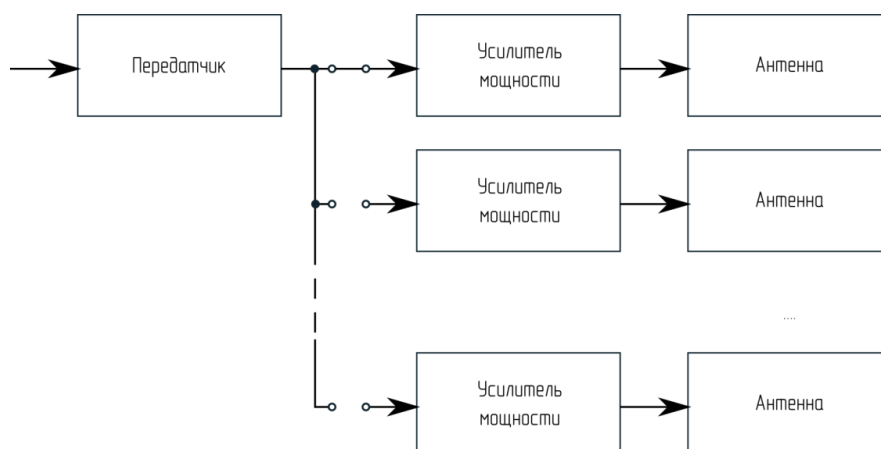 Передатчик
Усилитель
мощности
Антенна
Усилитель
мощности
Антенна
....
Усилитель
мощности
Антенна